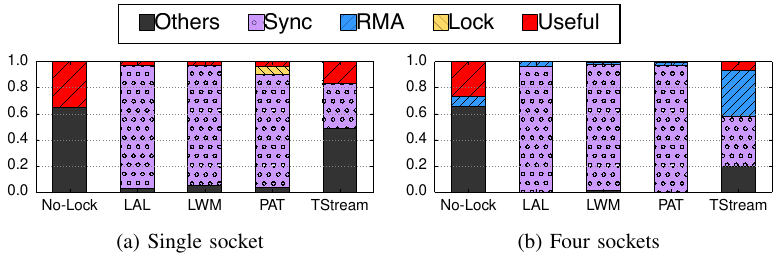 Others Sync RMA Lock Useful
1.0 0.8 0.6 0.4 0.2 0.0
No-Lock LAL LWM PAT TStream
(a) Single socket
1.0 0.8 0.6 0.4 0.2 0.0
No-Lock LAL LWM PAT TStream
(b) Four sockets